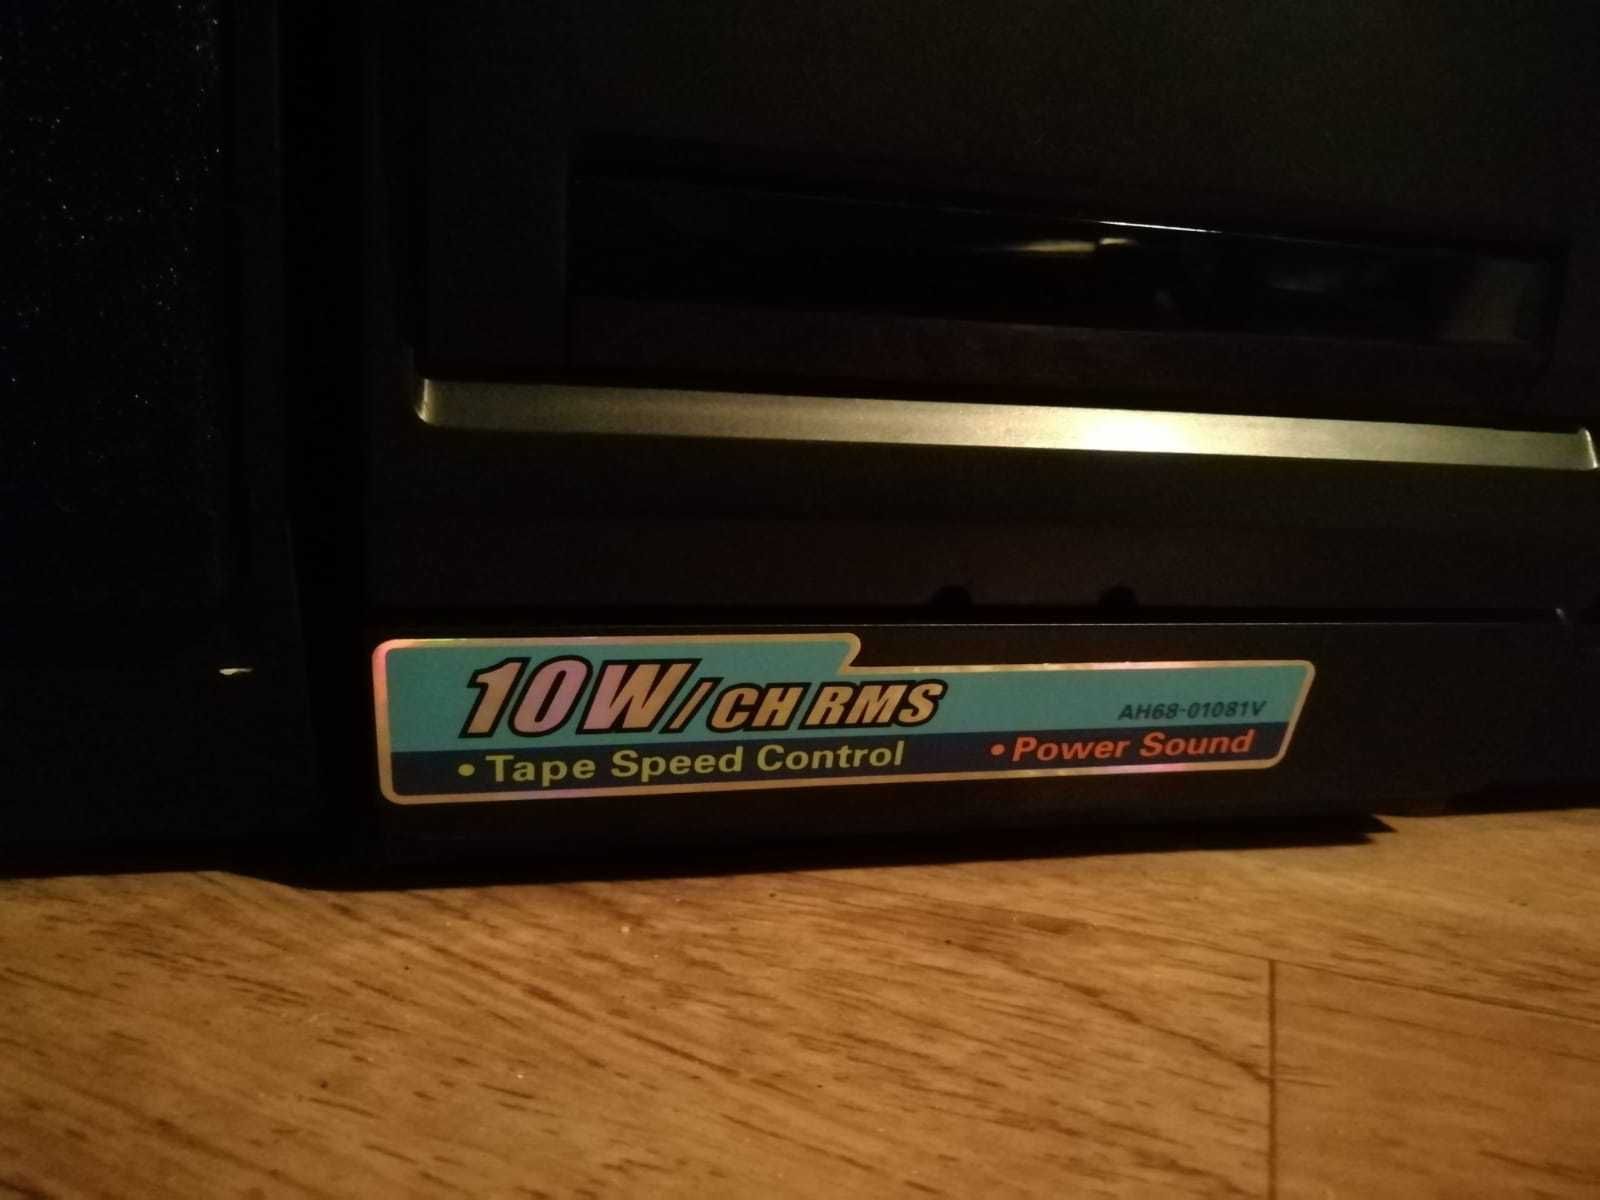 10W/CH RMS
AH68-01081V
• Tape Speed Control
• Power Sound